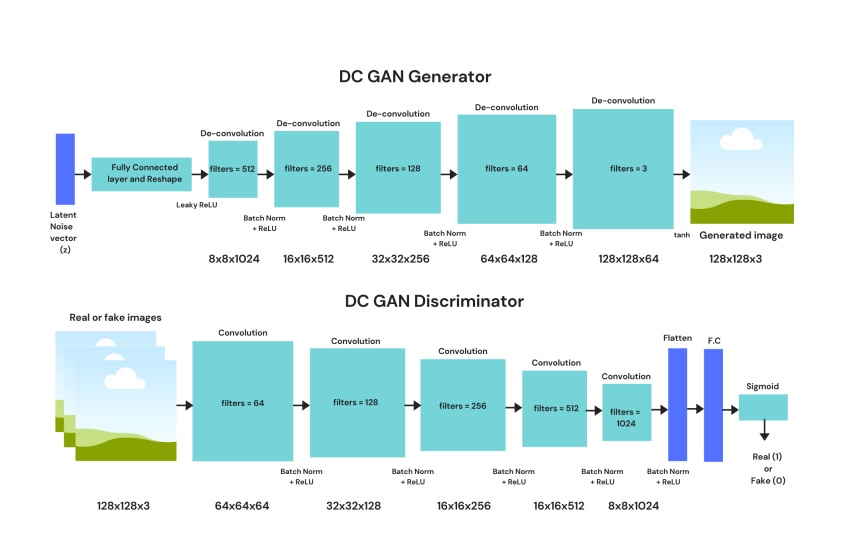 DC GAN Generator
De-convolution
De-convolution
De-convolution
De-convolution
De-convolution
Fully Connected
layer and Reshape
filters = 512
filters = 256
filters = 128
filters = 64
filters = 3
Latent
Noise
vector
(z)
Leaky ReLU
Batch Norm
+ ReLU
Batch Norm
+ ReLU
Batch Norm
+ ReLU
Batch Norm
+ ReLU
tanh
Generated image
8x8x1024
16x16x512
32x32x256
64x64x128
128x128x64
128x128x3
DC GAN Discriminator
Real or fake images
Convolution
Convolution
Convolution
Convolution
Convolution
Flatten
F.C
Sigmoid
filters = 64
filters = 128
filters = 256
filters = 512
filters =
1024
Real (1)
or
Fake (0)
Batch Norm
+ ReLU
Batch Norm
+ ReLU
Batch Norm
+ ReLU
Batch Norm
+ ReLU
Batch Norm
+ ReLU
128x128x3
64x64x64
32x32x128
16x16x256
16x16x512
8x8x1024